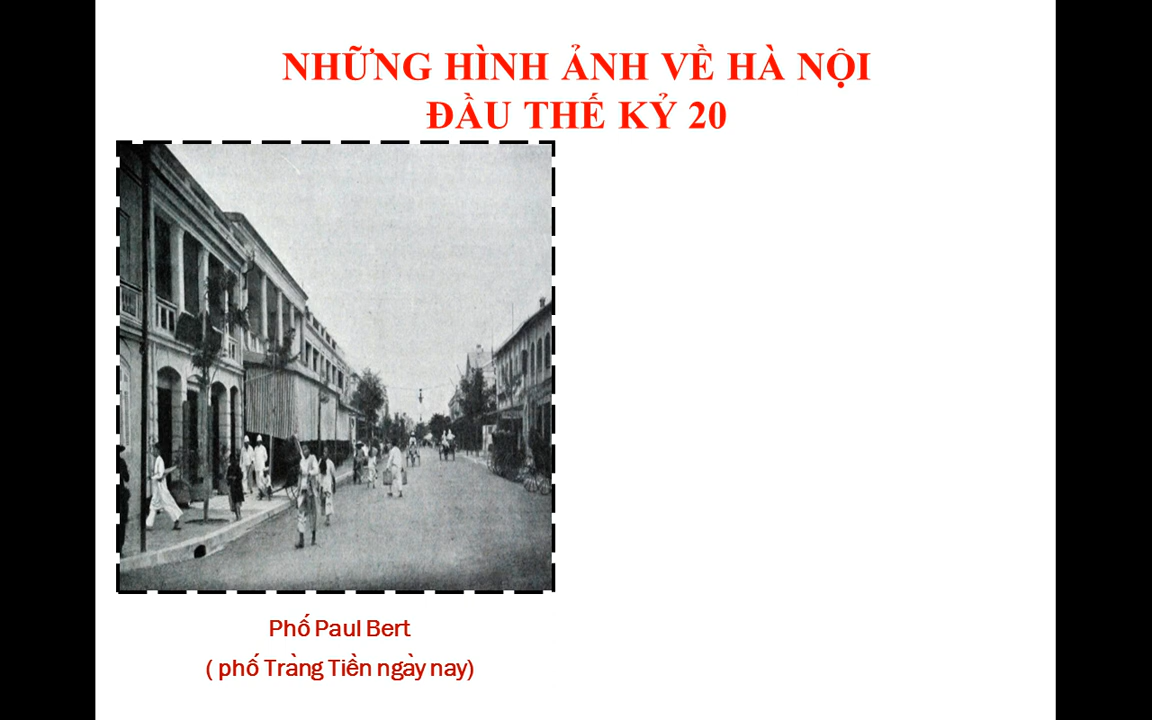 NHỮNG HÌNH ẢNH VỀ HÀ NỘI
ĐẦU THẾ KỶ 20
Phố Paul Bert
( phố Tràng Tiền ngày nay)